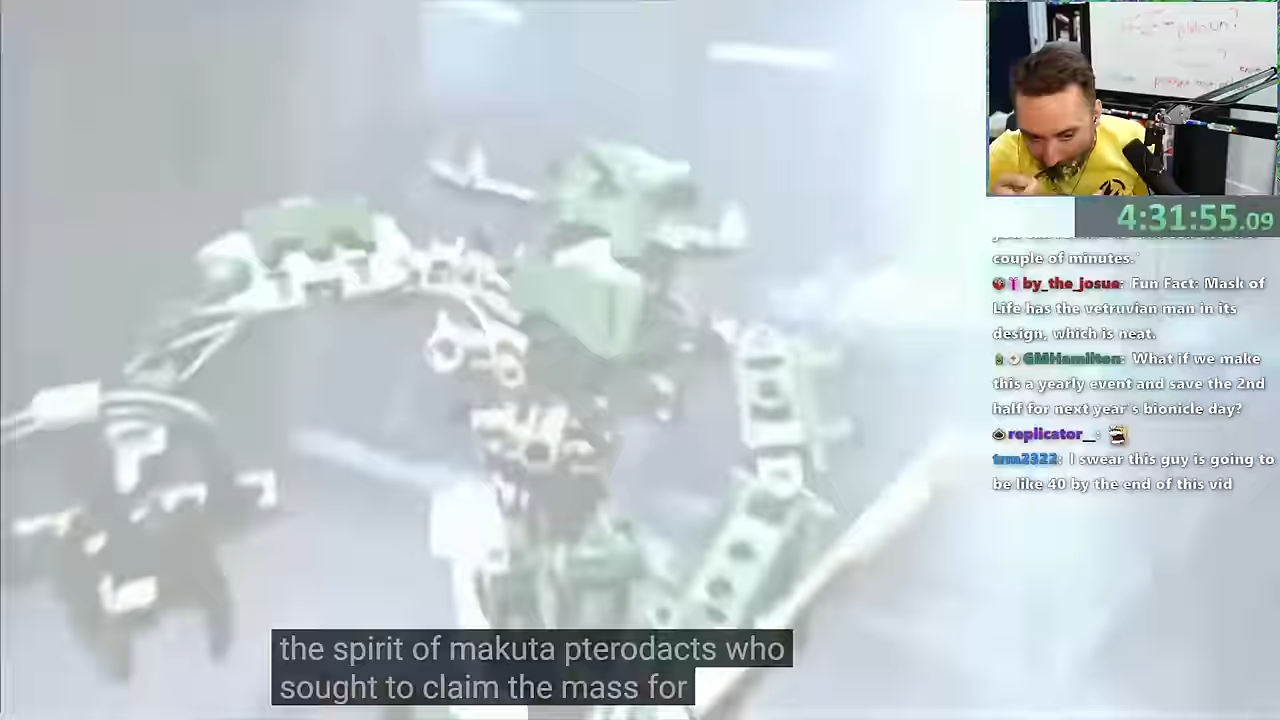 plaown?
4:31:55.09
couple of minutes.'
by_the_josue: Fun Fact: Mask of
Life has the vetruvian man in its
design, which is neat.
GMHamilton: What if we make
this a yearly event and save the 2nd
half for next year's bionicle day?
replicator__:
tnm2322: I swear this guy is going to
be like 40 by the end of this vid
the spirit of makuta pterodacts who
sought to claim the mass for